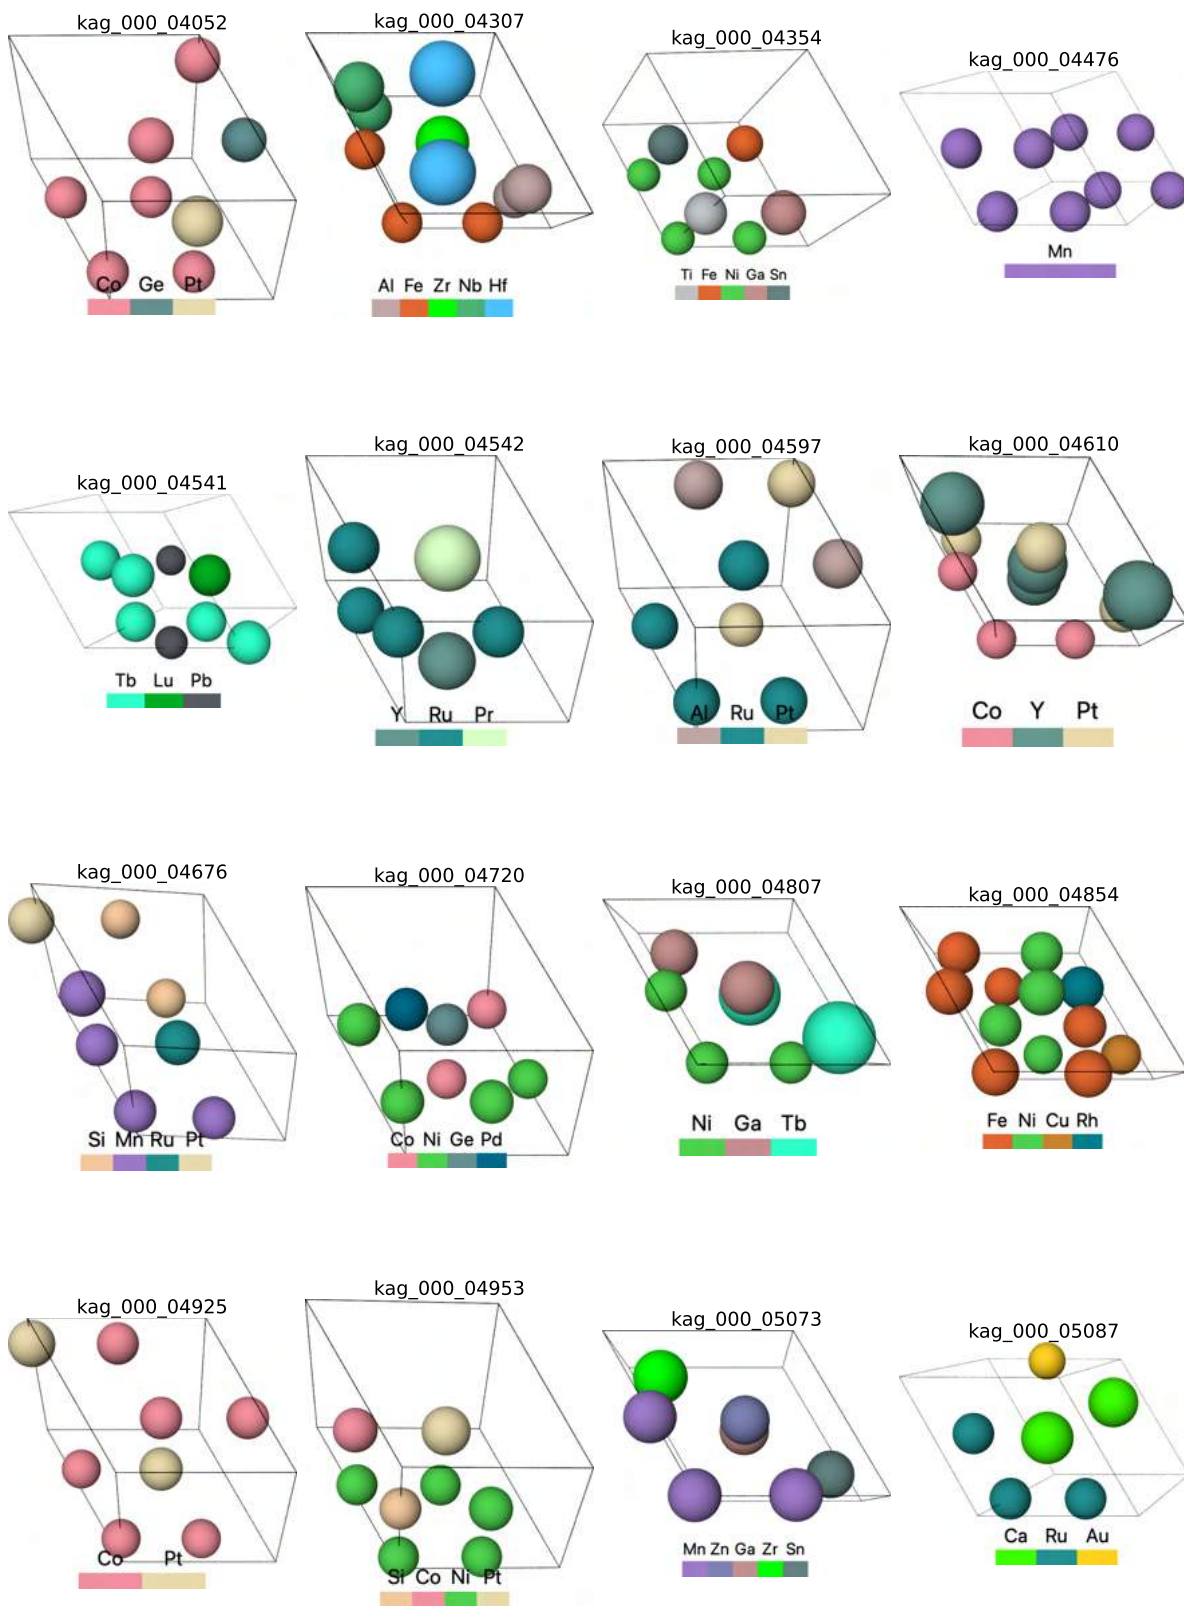 kag_000_04052
kag_000_04307
kag_000_04354
kag_000_04476
Co Ge Pt
Al Fe Zr Nb Hf
Ti Fe Ni Ga Sn
Mn
kag_000_04541
kag_000_04542
kag_000_04597
kag_000_04610
Tb Lu Pb
Y Ru Pr
Al Ru Pt
Co Y Pt
kag_000_04676
kag_000_04720
kag_000_04807
kag_000_04854
Si Mn Ru Pt
Co Ni Ge Pd
Ni Ga Tb
Fe Ni Cu Rh
kag_000_04925
kag_000_04953
kag_000_05073
kag_000_05087
Co Pt
Si Co Ni Pt
Mn Zn Ga Zr Sn
Ca Ru Au